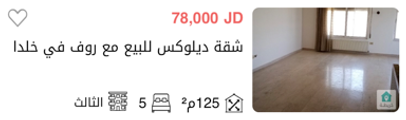 78,000 JD
شقة ديلوكس للبيع مع روف في خلدا
125م² 5 الثالث